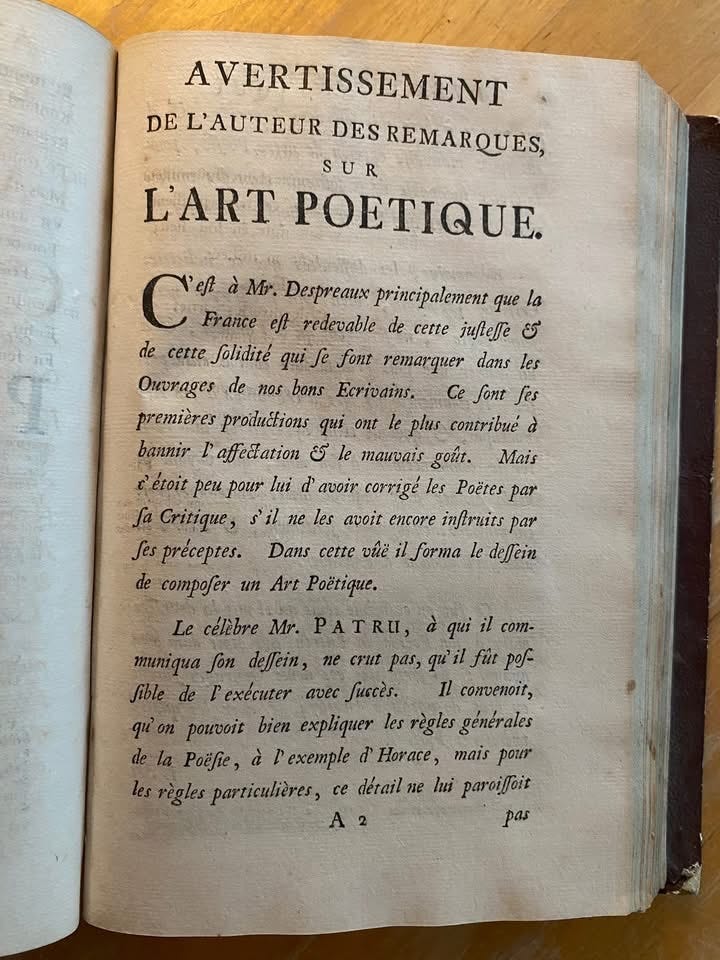 AVERTISSEMENT
DE L'AUTEUR DES REMARQUES,
SUR
L'ART POETIQUE.
C'eſt à Mr. Despreaux principalement que la
France eſt redevable de cette juſteſſe &
de cette ſolidité qui ſe font remarquer dans les
Ouvrages de nos bons Ecrivains. Ce ſont ſes
premières productions qui ont le plus contribué à
bannir l'affectation & le mauvais goût. Mais
c'étoit peu pour lui d'avoir corrigé les Poëtes par
ſa Critique, s'il ne les avoit encore inſtruits par
ſes préceptes. Dans cette vûë il forma le deſſein
de compoſer un Art Poëtique.
Le célèbre Mr. PATRU, à qui il com-
muniqua ſon deſſein, ne crut pas, qu'il fût poſ-
ſible de l'exécuter avec ſuccès. Il convenoit,
qu'on pouvoit bien expliquer les règles générales
de la Poëſie, à l'exemple d'Horace, mais pour
les règles particulières, ce détail ne lui paroiſſoit
A 2 pas